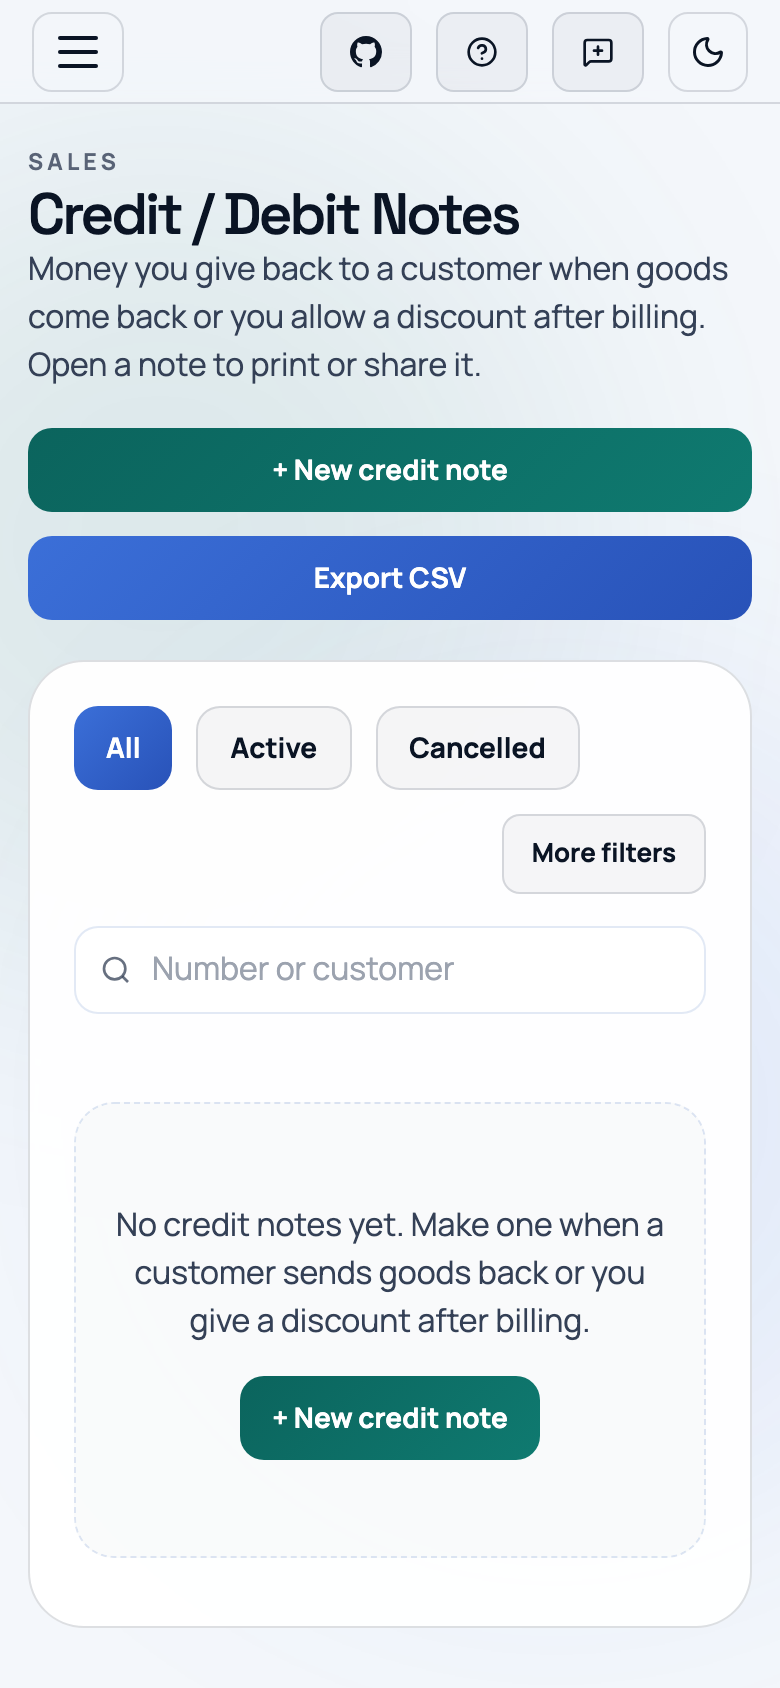 SALES
Credit / Debit Notes
Money you give back to a customer when goods
come back or you allow a discount after billing.
Open a note to print or share it.
+ New credit note
Export CSV
All
Active
Cancelled
More filters
Number or customer
No credit notes yet. Make one when a
customer sends goods back or you
give a discount after billing.
+ New credit note